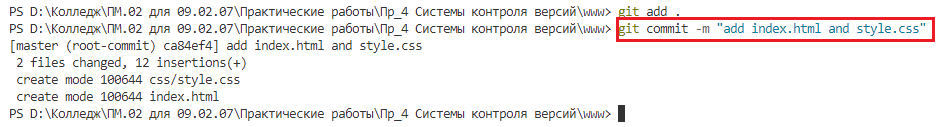 PS D:\Колледж\ПМ.02 для 09.02.07\Практические работы\Пр_4 Системы контроля версий\www> git add .
PS D:\Колледж\ПМ.02 для 09.02.07\Практические работы\Пр_4 Системы контроля версий\www> git commit -m "add index.html and style.css"
[master (root-commit) ca84ef4] add index.html and style.css
 2 files changed, 12 insertions(+)
 create mode 100644 css/style.css
 create mode 100644 index.html
PS D:\Колледж\ПМ.02 для 09.02.07\Практические работы\Пр_4 Системы контроля версий\www>